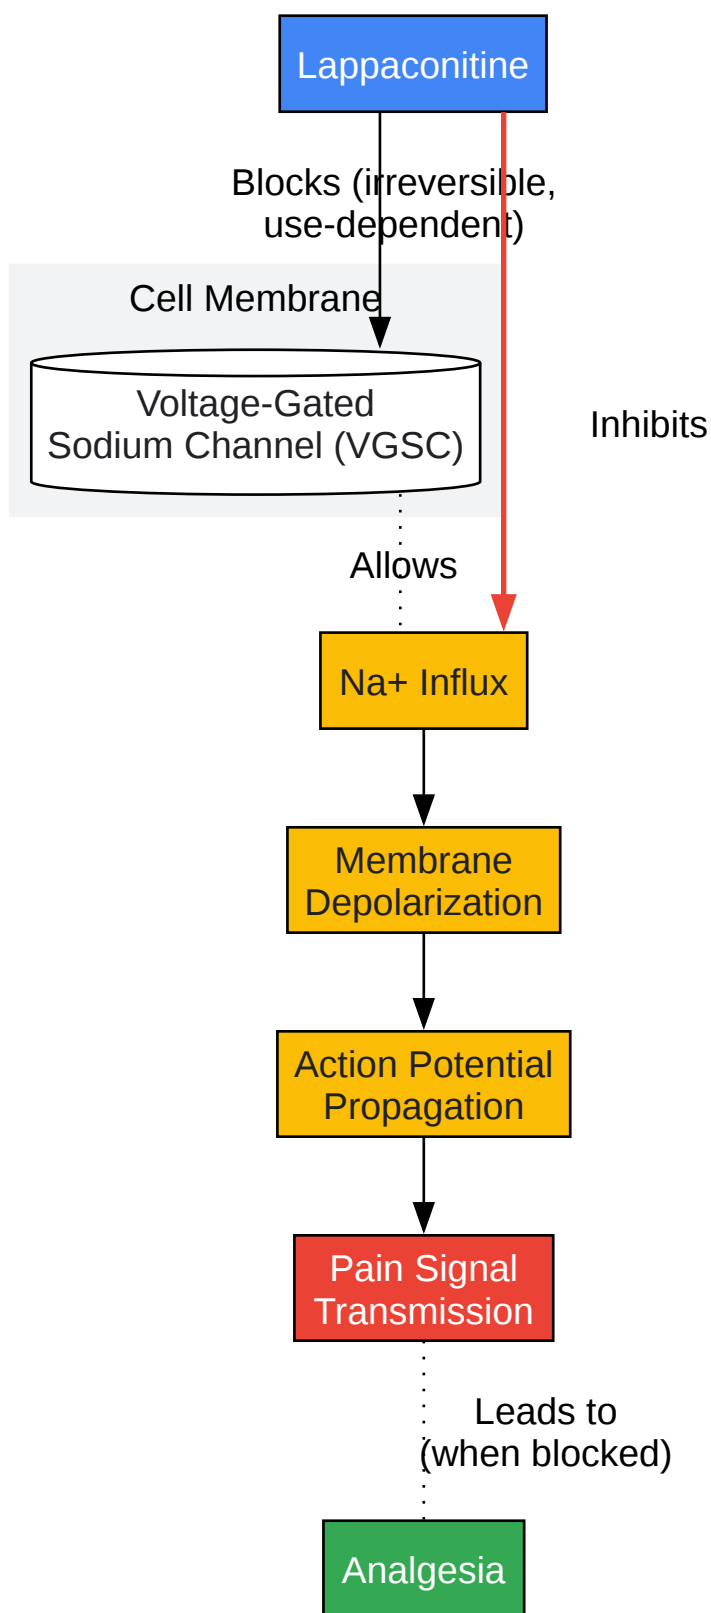 Lappaconitine
Blocks (irreversible,
use-dependent)
Cell Membrane
Voltage-Gated
Sodium Channel (VGSC)
Inhibits
Allows
Na+ Influx
Membrane
Depolarization
Action Potential
Propagation
Pain Signal
Transmission
Leads to
(when blocked)
Analgesia